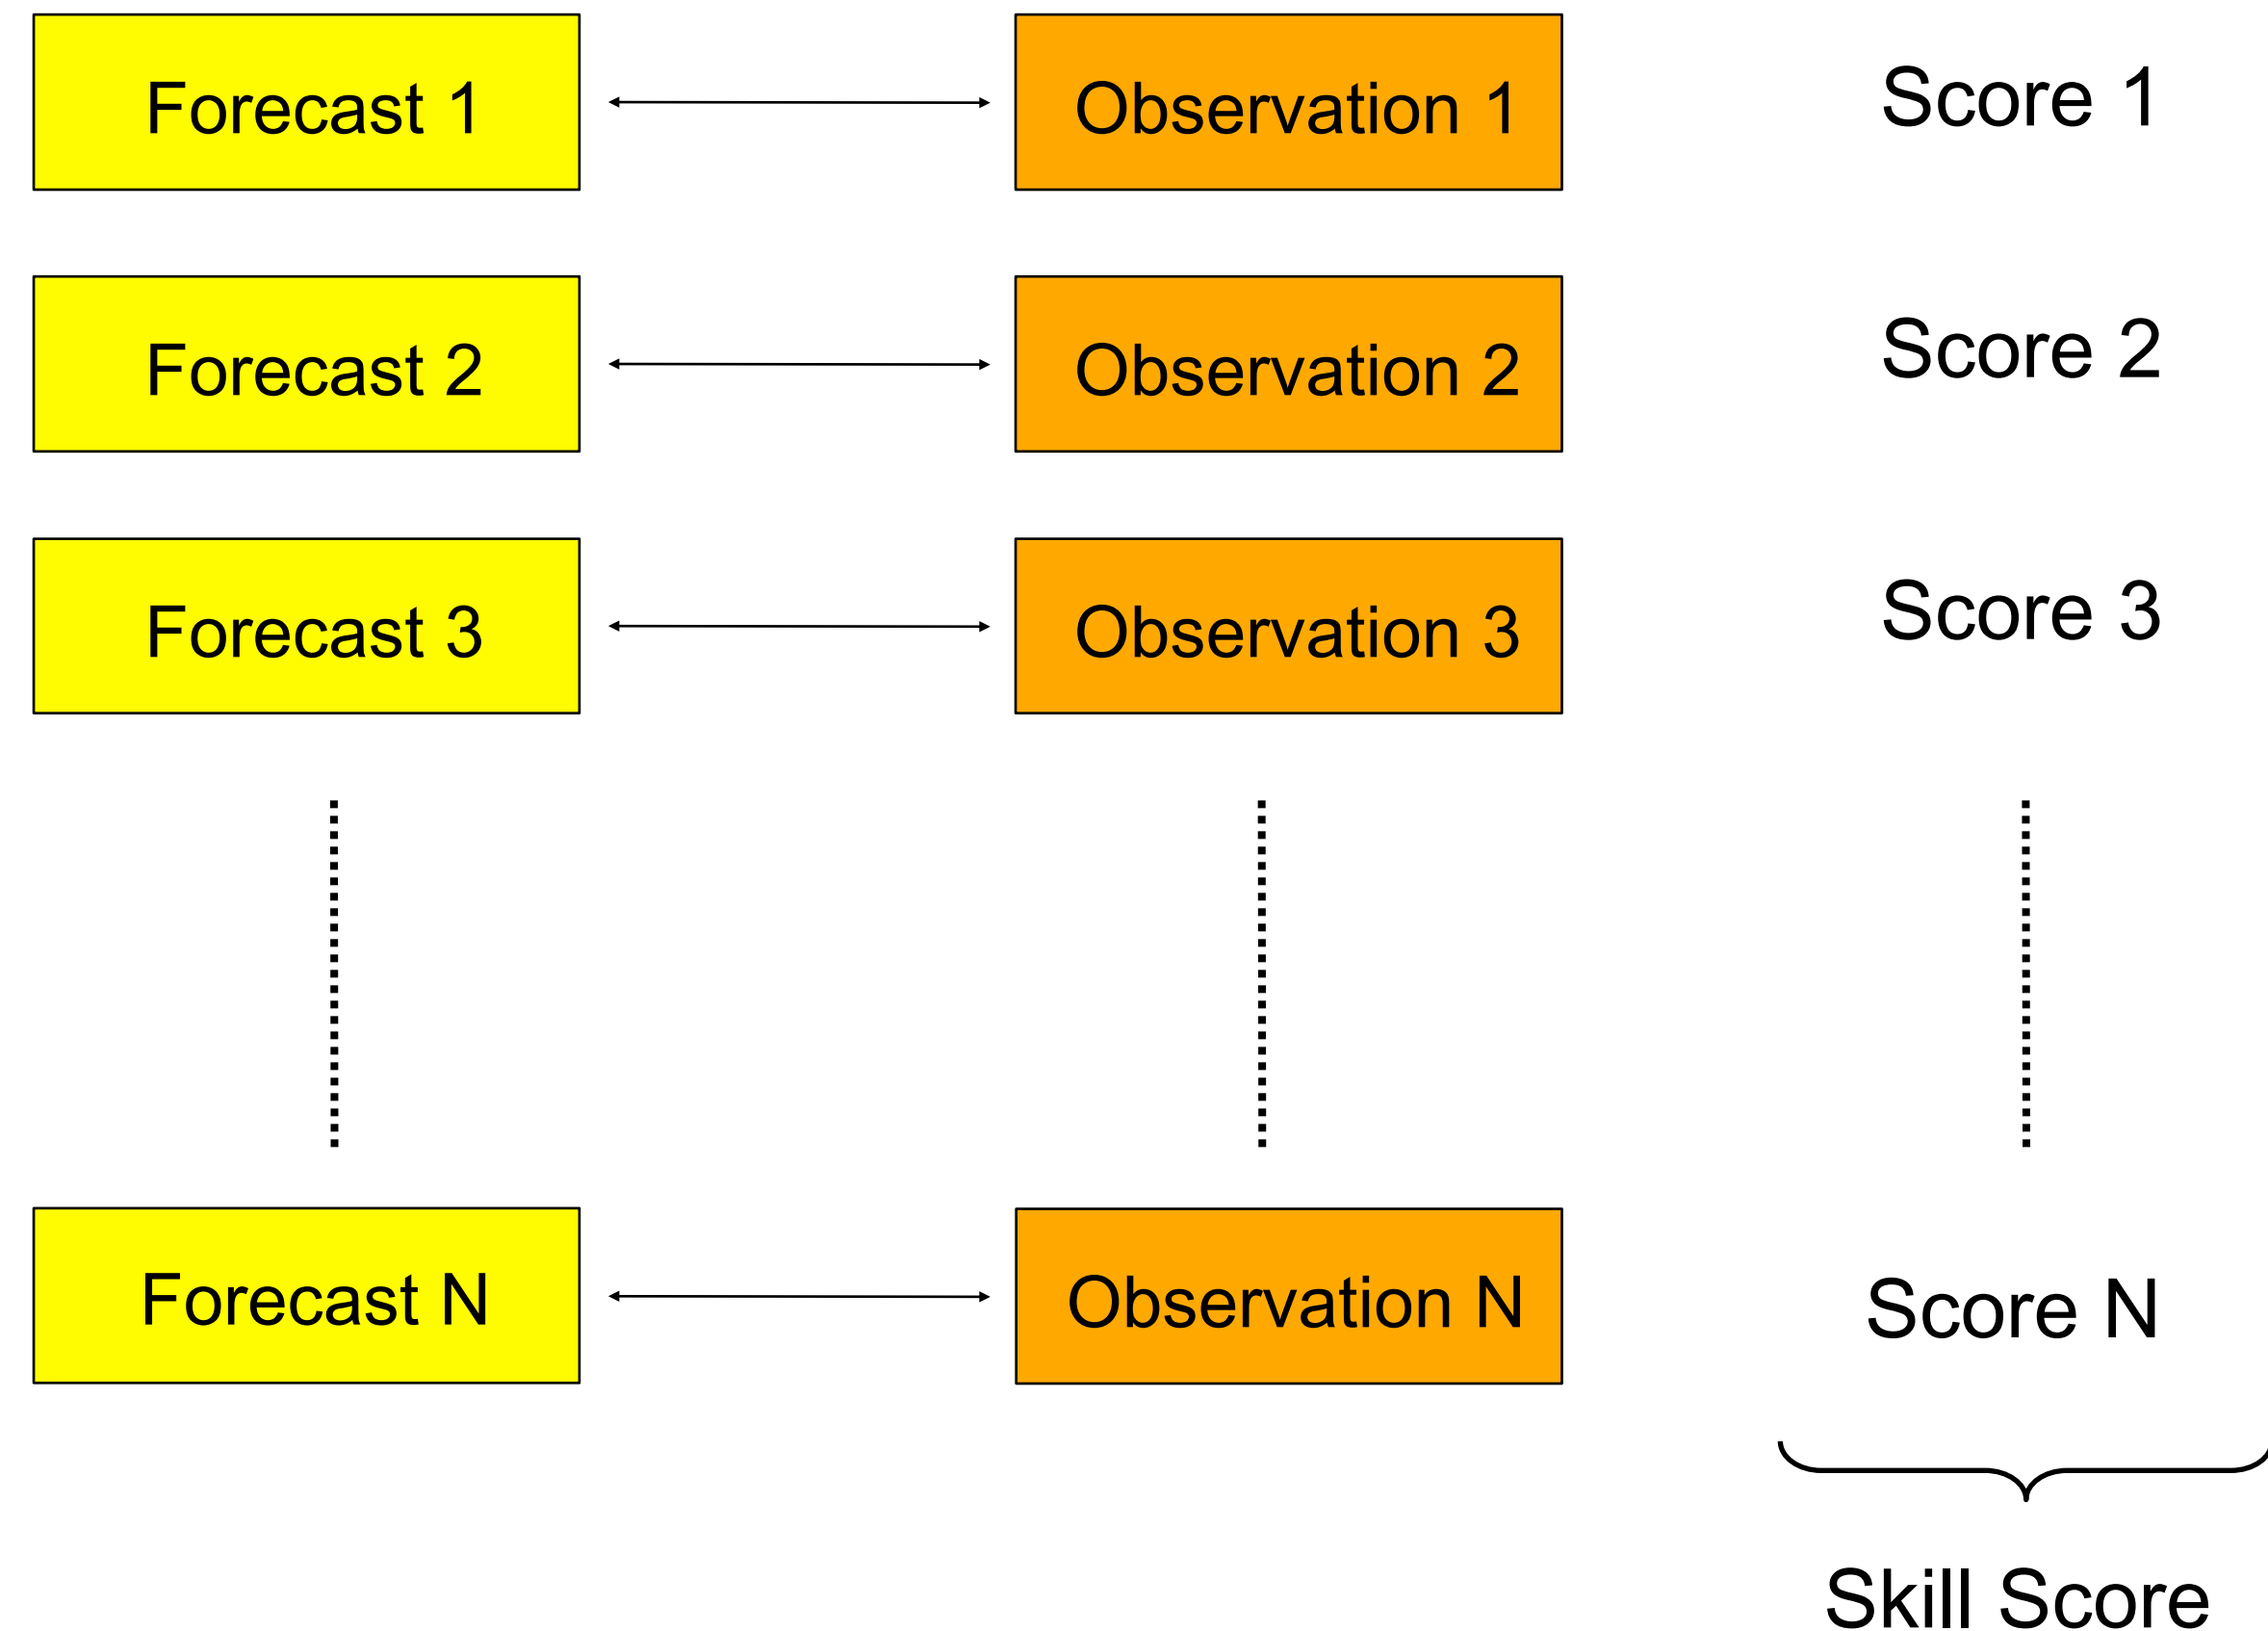 Forecast 1
Observation 1
Score 1
Forecast 2
Observation 2
Score 2
Forecast 3
Observation 3
Score 3
Forecast N
Observation N
Score N
Skill Score